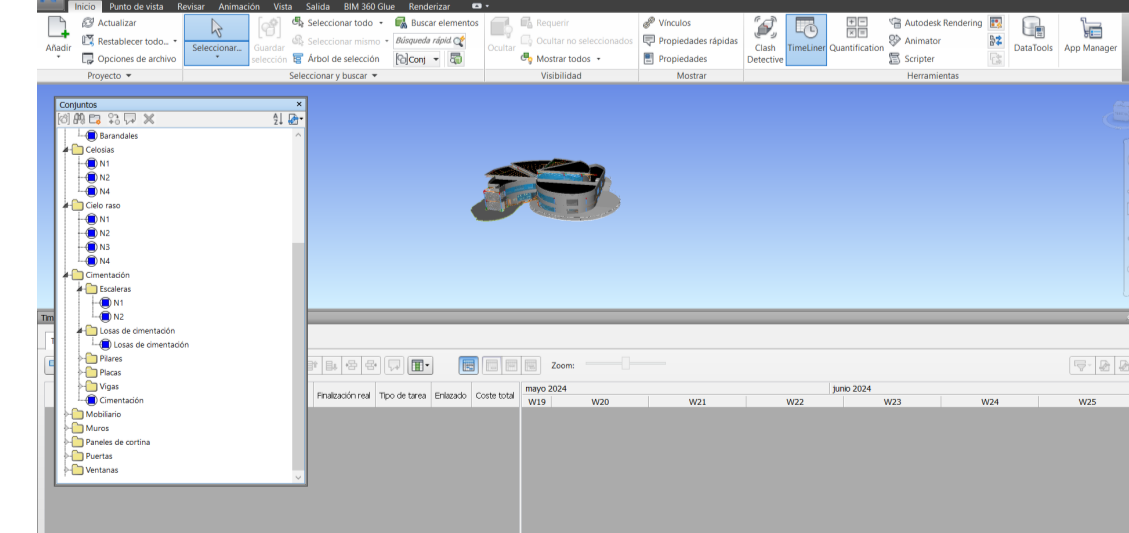 Inicio Punto de vista Revisar Animación Vista Salida BIM 360 Glue Renderizar
Añadir
Actualizar
Restablecer todo...
Opciones de archivo
Proyecto
Seleccionar...
Guardar selección
Seleccionar todo
Seleccionar mismo
Árbol de selección
Buscar elementos
Búsqueda rápid
Conj
Seleccionar y buscar
Ocultar
Requerir
Ocultar no seleccionados
Mostrar todos
Visibilidad
Vínculos
Propiedades rápidas
Propiedades
Mostrar
Clash Detective
TimeLiner
Quantification
Autodesk Rendering
Animator
Scripter
DataTools
App Manager
Herramientas
Conjuntos
Barandales
Celosias
N1
N2
N4
Cielo raso
N1
N2
N3
N4
Cimentación
Escaleras
N1
N2
Losas de cimentación
Losas de cimentación
Pilares
Placas
Vigas
Cimentación
Mobiliario
Muros
Paneles de cortina
Puertas
Ventanas
Tim
T
Zoom:
Finalización real Tipo de tarea Enlazado Coste total
mayo 2024 junio 2024
W19 W20 W21 W22 W23 W24 W25